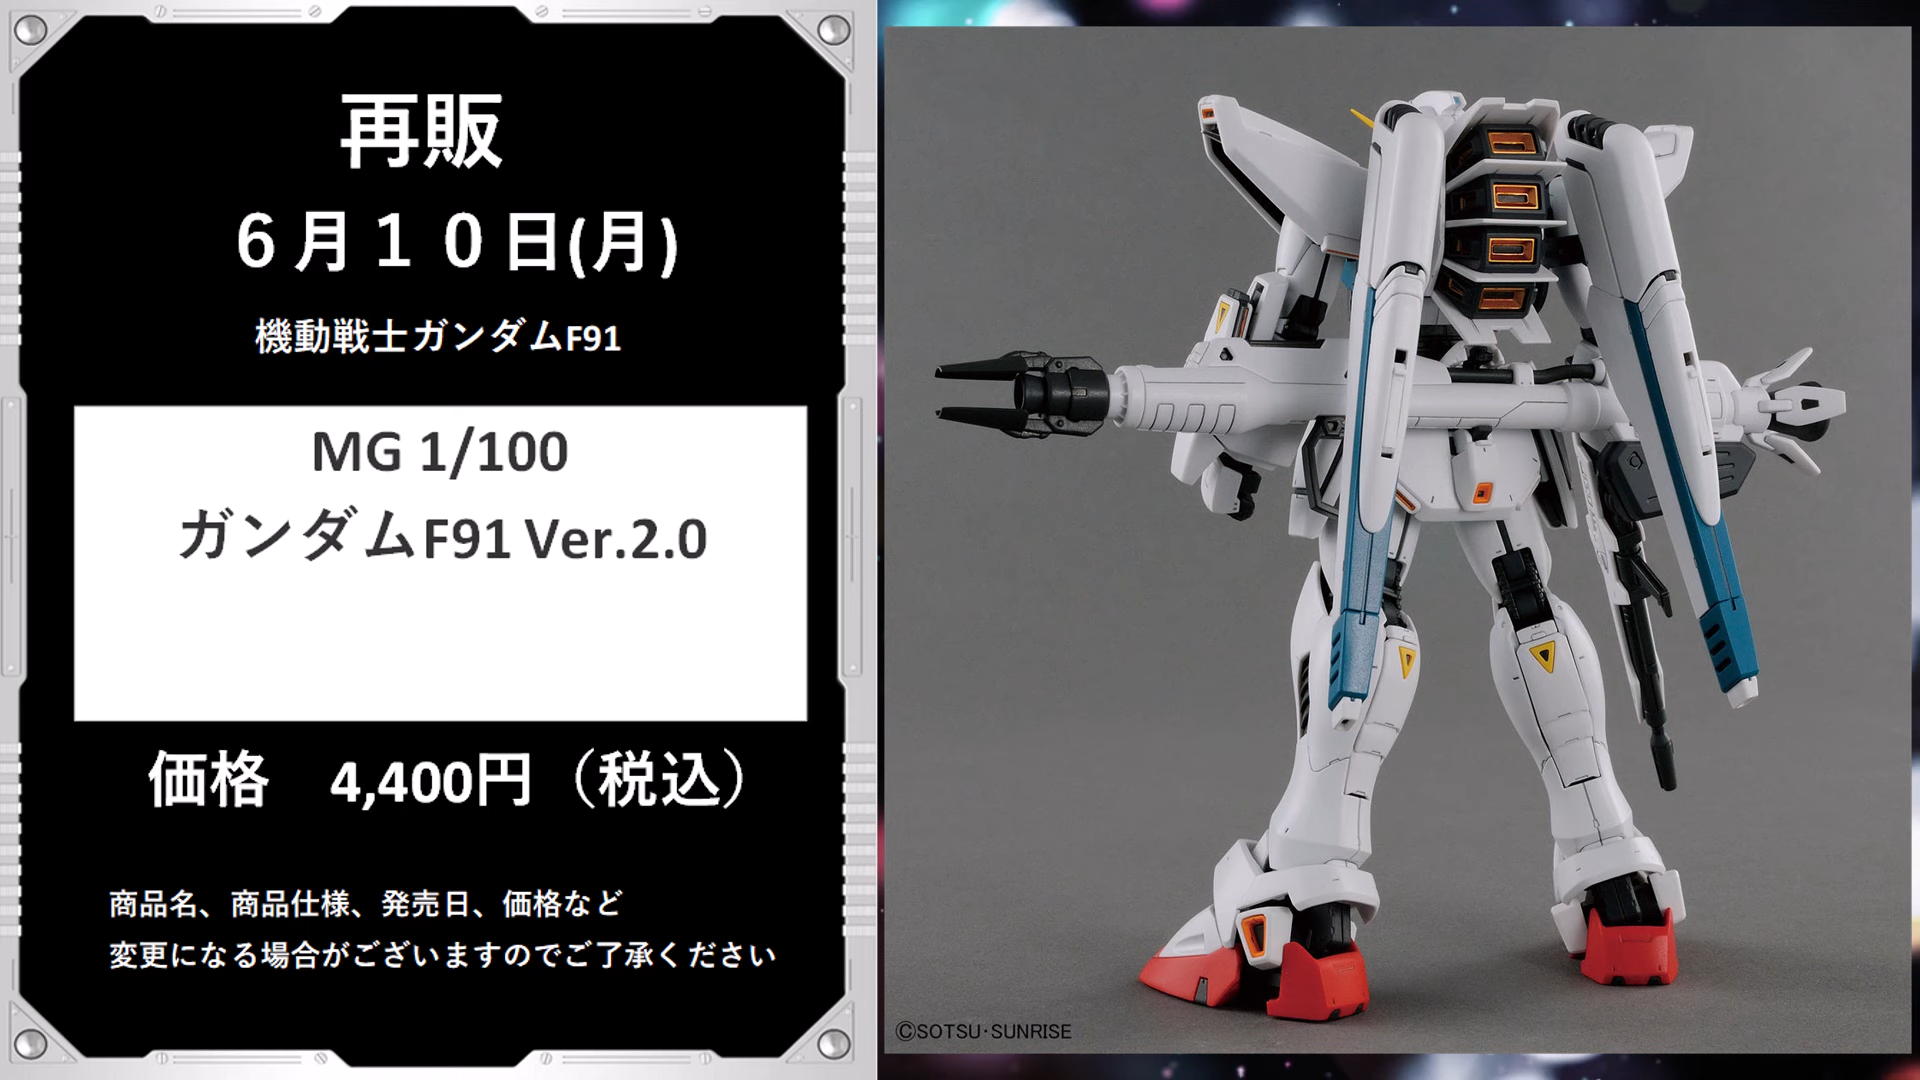 再販
６月１０日(月)
機動戦士ガンダムF91
MG 1/100
ガンダムF91 Ver.2.0
価格　4,400円（税込）
商品名、商品仕様、発売日、価格など
変更になる場合がございますのでご了承ください
©SOTSU・SUNRISE